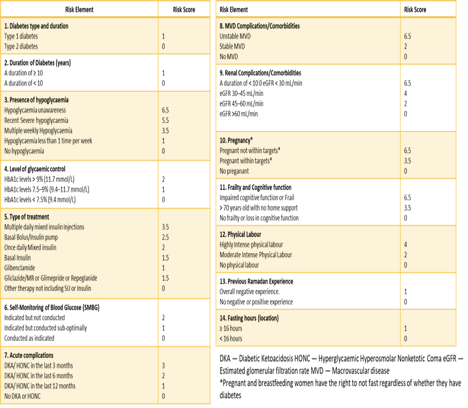 Risk Element Risk Score
1. Diabetes type and duration
Type 1 diabetes 1
Type 2 diabetes 0
2. Duration of Diabetes (years)
A duration of ≥ 10 1
A duration of < 10 0
3. Presence of hypoglycaemia
Hypoglycaemia unawareness 6.5
Recent Severe hypoglycaemia 5.5
Multiple weekly Hypoglycaemia 3.5
Hypoglycaemia less than 1 time per week 1
No hypoglycaemia 0
4. Level of glycaemic control
HbA1c levels > 9% (11.7 mmol/L) 2
HbA1c levels 7.5–9% (9.4–11.7 mmol/L) 1
HbA1c levels < 7.5% (9.4 mmol/L) 0
5. Type of treatment
Multiple daily mixed insulin Injections 3.5
Basal Bolus/Insulin pump 2.5
Once daily Mixed insulin 2
Basal Insulin 1.5
Glibenclamide 1
Gliclazide/MR or Glimepride or Repeglanide 1.5
Other therapy not including SU or Insulin 0
6. Self-Monitoring of Blood Glucose (SMBG)
Indicated but not conducted 2
Indicated but conducted sub-optimally 1
Conducted as indicated 0
7. Acute complications
DKA/ HONC in the last 3 months 3
DKA/ HONC in the last 6 months 2
DKA/ HONC in the last 12 months 1
No DKA or HONC 0
Risk Element Risk Score
8. MVD Complications/Comorbidities
Unstable MVD 6.5
Stable MVD 2
No MVD 0
9. Renal Complications/Comorbidities
A duration of < 10 0 eGFR < 30 mL/min 6.5
eGFR 30–45 mL/min 4
eGFR 45–60 mL/min 2
eGFR >60 mL/min 0
10. Pregnancy*
Pregnant not within targets* 6.5
Pregnant within targets* 3.5
No preganant 0
11. Frailty and Cognitive function
Impaired cognitive function or Frail 6.5
> 70 years old with no home support 3.5
No frailty or loss in cognitive function 0
12. Physical Labour
Highly Intense physical labour 4
Moderate Intense Physical Labour 2
No physical labour 0
13. Previous Ramadan Experience
Overall negative experience. 1
No negative or positive experience 0
14. Fasting hours (location)
≥ 16 hours 1
< 16 hours 0
DKA — Diabetic Ketoacidosis HONC — Hyperglycaemic Hyperosmolar Nonketotic Coma eGFR —
Estimated glomerular filtration rate MVD — Macrovascular disease
*Pregnant and breastfeeding women have the right to not fast regardless of whether they have
diabetes